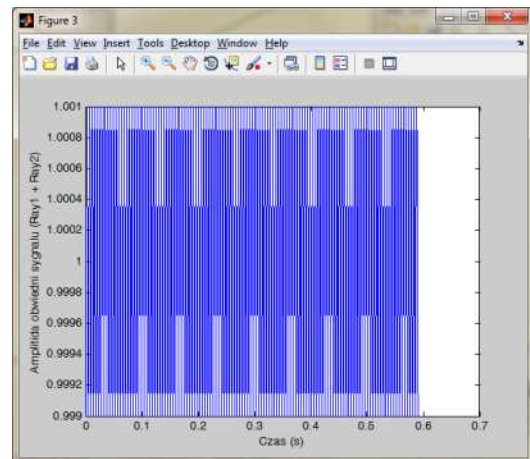 Figure 3
File Edit View Insert Tools Desktop Window Help
1.001
1.0008
1.0006
1.0004
1.0002
1
0.9998
0.9996
0.9994
0.9992
0.999
0 0.1 0.2 0.3 0.4 0.5 0.6 0.7
Amplitida obwiedni sygnalu (Ray1 + Ray2)
Czas (s)